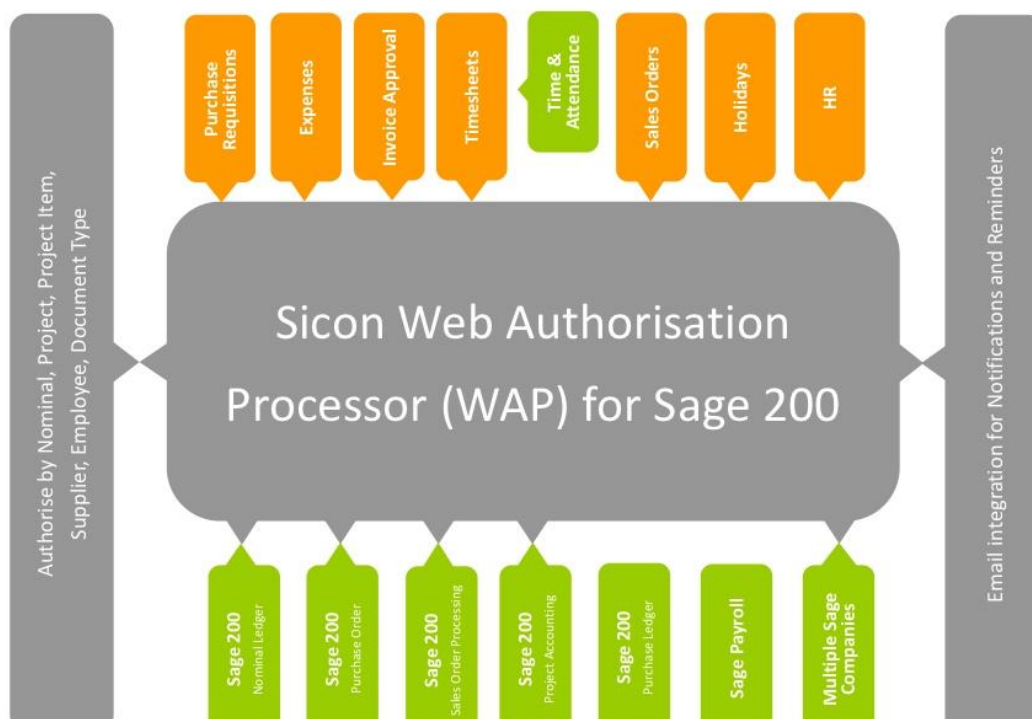 Authorise by Nominal, Project, Project Item,
Supplier, Employee, Document Type
Purchase
Requisitions
Expenses
Invoice Approval
Timesheets
Time &
Attendance
Sales Orders
Holidays
HR
Sicon Web Authorisation
Processor (WAP) for Sage 200
Sage 200
Nominal Ledger
Sage 200
Purchase Order
Sage 200
Sales Order Processing
Sage 200
Project Accounting
Sage 200
Purchase Ledger
Sage Payroll
Multiple Sage
Companies
Email integration for Notifications and Reminders